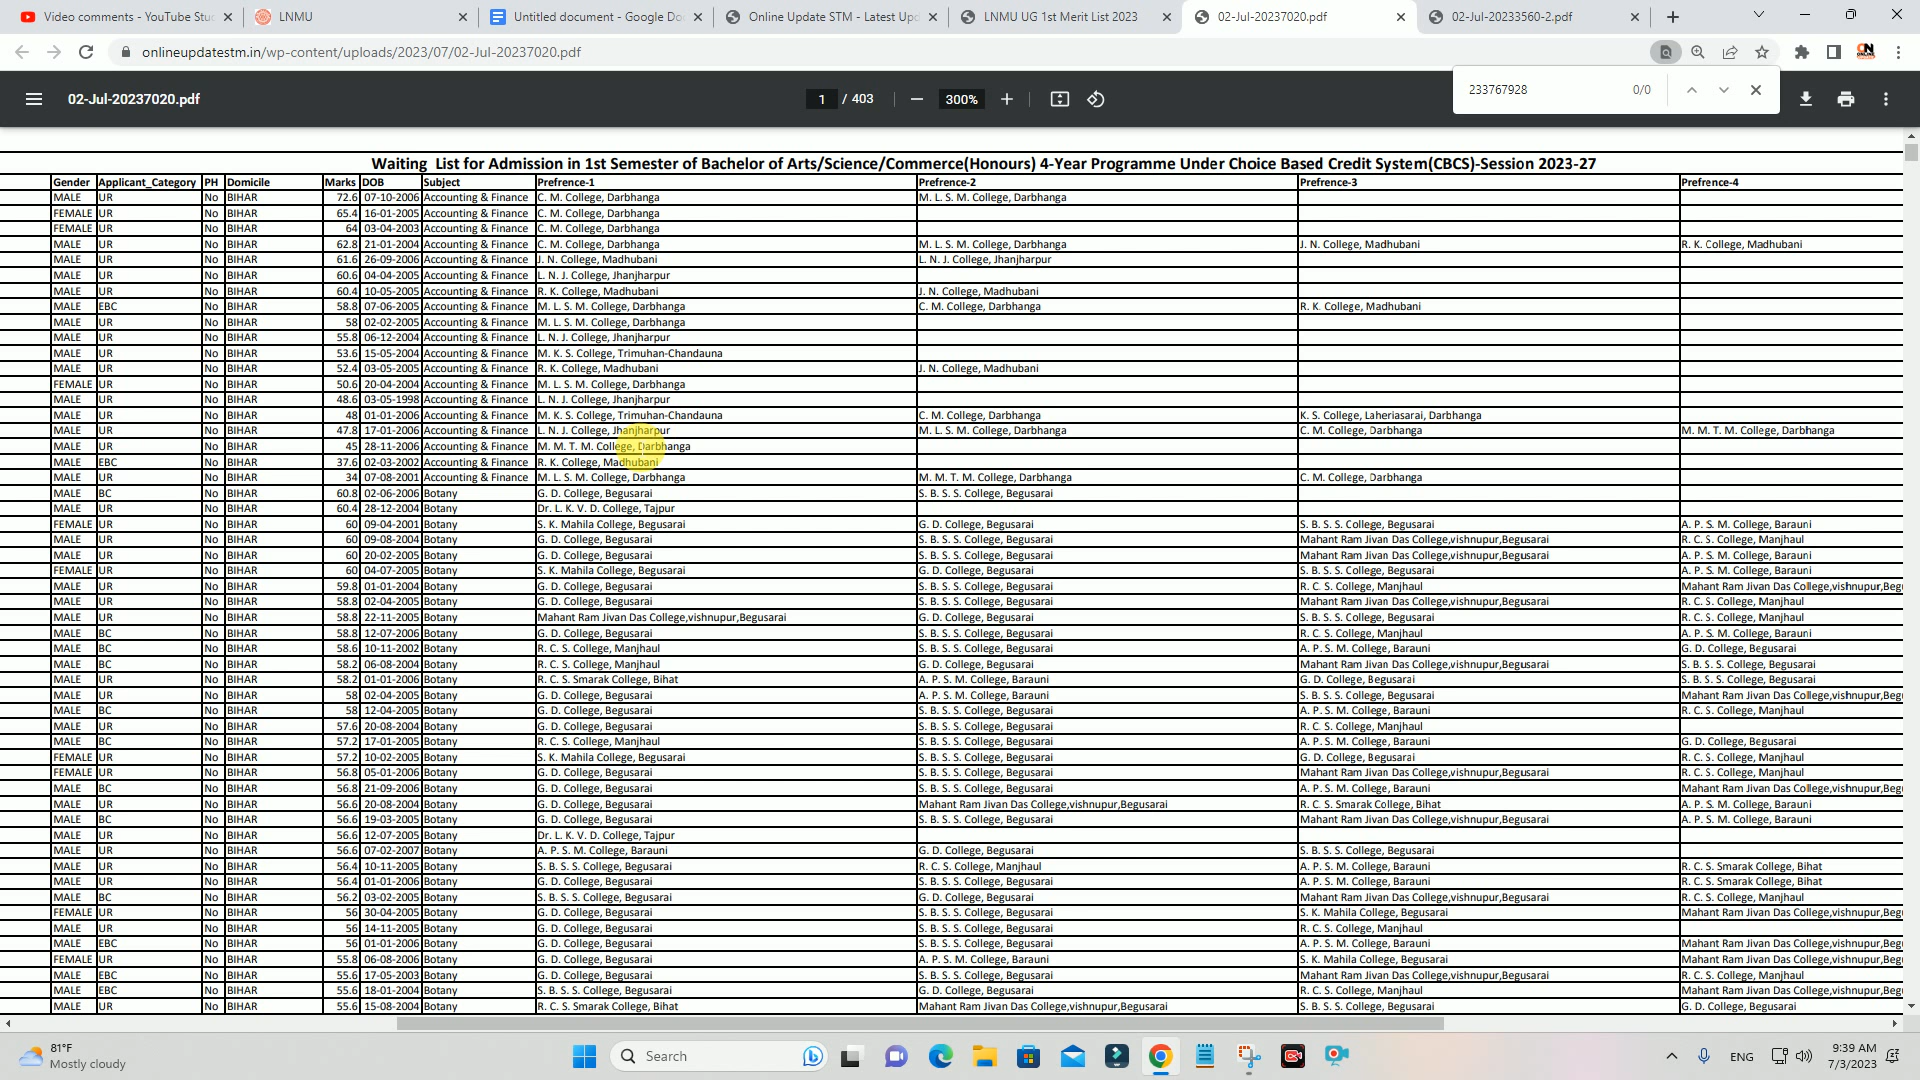 Video comments - YouTube Stu
LNMU
Untitled document - Google Do
Online Update STM - Latest Upd
LNMU UG 1st Merit List 2023
02-Jul-20237020.pdf
02-Jul-20233560-2.pdf
onlineupdatestm.in/wp-content/uploads/2023/07/02-Jul-20237020.pdf
02-Jul-20237020.pdf
1 / 403
300%
233767928 0/0
Waiting List for Admission in 1st Semester of Bachelor of Arts/Science/Commerce(Honours) 4-Year Programme Under Choice Based Credit System(CBCS)-Session 2023-27
Gender Applicant_Category PH Domicile Marks DOB Subject Prefrence-1 Prefrence-2 Prefrence-3 Prefrence-4
MALE UR No BIHAR 72.6 07-10-2006 Accounting & Finance C. M. College, Darbhanga M. L. S. M. College, Darbhanga
FEMALE UR No BIHAR 65.4 16-01-2005 Accounting & Finance C. M. College, Darbhanga
FEMALE UR No BIHAR 64 03-04-2003 Accounting & Finance C. M. College, Darbhanga
MALE UR No BIHAR 62.8 21-01-2004 Accounting & Finance C. M. College, Darbhanga M. L. S. M. College, Darbhanga J. N. College, Madhubani R. K. College, Madhubani
MALE UR No BIHAR 61.6 26-09-2006 Accounting & Finance J. N. College, Madhubani L. N. J. College, Jhanjharpur
MALE UR No BIHAR 60.6 04-04-2005 Accounting & Finance L. N. J. College, Jhanjharpur
MALE UR No BIHAR 60.4 10-05-2005 Accounting & Finance R. K. College, Madhubani J. N. College, Madhubani
MALE EBC No BIHAR 58.8 07-06-2005 Accounting & Finance M. L. S. M. College, Darbhanga C. M. College, Darbhanga R. K. College, Madhubani
MALE UR No BIHAR 58 02-02-2005 Accounting & Finance M. L. S. M. College, Darbhanga
MALE UR No BIHAR 55.8 06-12-2004 Accounting & Finance L. N. J. College, Jhanjharpur
MALE UR No BIHAR 53.6 15-05-2004 Accounting & Finance M. K. S. College, Trimuhan-Chandauna
MALE UR No BIHAR 52.4 03-05-2005 Accounting & Finance R. K. College, Madhubani J. N. College, Madhubani
FEMALE UR No BIHAR 50.6 20-04-2004 Accounting & Finance M. L. S. M. College, Darbhanga
MALE UR No BIHAR 48.6 03-05-1998 Accounting & Finance L. N. J. College, Jhanjharpur
MALE UR No BIHAR 48 01-01-2006 Accounting & Finance M. K. S. College, Trimuhan-Chandauna C. M. College, Darbhanga K. S. College, Laheriasarai, Darbhanga
MALE UR No BIHAR 47.8 17-01-2006 Accounting & Finance L. N. J. College, Jhanjharpur M. L. S. M. College, Darbhanga C. M. College, Darbhanga M. M. T. M. College, Darbhanga
MALE UR No BIHAR 45 28-11-2006 Accounting & Finance M. M. T. M. College, Darbhanga
MALE EBC No BIHAR 37.6 02-03-2002 Accounting & Finance R. K. College, Madhubani
MALE UR No BIHAR 34 07-08-2001 Accounting & Finance M. L. S. M. College, Darbhanga M. M. T. M. College, Darbhanga C. M. College, Darbhanga
MALE BC No BIHAR 60.8 02-06-2006 Botany G. D. College, Begusarai S. B. S. S. College, Begusarai
MALE UR No BIHAR 60.4 28-12-2004 Botany Dr. L. K. V. D. College, Tajpur
FEMALE UR No BIHAR 60 09-04-2001 Botany S. K. Mahila College, Begusarai G. D. College, Begusarai S. B. S. S. College, Begusarai A. P. S. M. College, Barauni
MALE UR No BIHAR 60 09-08-2004 Botany G. D. College, Begusarai S. B. S. S. College, Begusarai Mahant Ram Jivan Das College,vishnupur,Begusarai R. C. S. College, Manjhaul
MALE UR No BIHAR 60 20-02-2005 Botany G. D. College, Begusarai S. B. S. S. College, Begusarai Mahant Ram Jivan Das College,vishnupur,Begusarai A. P. S. M. College, Barauni
FEMALE UR No BIHAR 60 04-07-2005 Botany S. K. Mahila College, Begusarai G. D. College, Begusarai S. B. S. S. College, Begusarai A. P. S. M. College, Barauni
MALE UR No BIHAR 59.8 01-01-2004 Botany G. D. College, Begusarai S. B. S. S. College, Begusarai R. C. S. College, Manjhaul Mahant Ram Jivan Das College,vishnupur,Begu
MALE UR No BIHAR 58.8 02-04-2005 Botany G. D. College, Begusarai S. B. S. S. College, Begusarai Mahant Ram Jivan Das College,vishnupur,Begusarai R. C. S. College, Manjhaul
MALE UR No BIHAR 58.8 22-11-2005 Botany Mahant Ram Jivan Das College,vishnupur,Begusarai G. D. College, Begusarai S. B. S. S. College, Begusarai R. C. S. College, Manjhaul
MALE BC No BIHAR 58.8 12-07-2006 Botany G. D. College, Begusarai S. B. S. S. College, Begusarai R. C. S. College, Manjhaul A. P. S. M. College, Barauni
MALE BC No BIHAR 58.6 10-11-2002 Botany R. C. S. College, Manjhaul S. B. S. S. College, Begusarai A. P. S. M. College, Barauni G. D. College, Begusarai
MALE BC No BIHAR 58.2 06-08-2004 Botany R. C. S. College, Manjhaul G. D. College, Begusarai Mahant Ram Jivan Das College,vishnupur,Begusarai S. B. S. S. College, Begusarai
MALE UR No BIHAR 58.2 01-01-2006 Botany R. C. S. Smarak College, Bihat A. P. S. M. College, Barauni G. D. College, Begusarai S. B. S. S. College, Begusarai
MALE UR No BIHAR 58 02-04-2005 Botany G. D. College, Begusarai A. P. S. M. College, Barauni S. B. S. S. College, Begusarai Mahant Ram Jivan Das College,vishnupur,Begu
MALE BC No BIHAR 58 12-04-2005 Botany G. D. College, Begusarai S. B. S. S. College, Begusarai A. P. S. M. College, Barauni R. C. S. College, Manjhaul
MALE UR No BIHAR 57.6 20-08-2004 Botany G. D. College, Begusarai S. B. S. S. College, Begusarai R. C. S. College, Manjhaul
MALE BC No BIHAR 57.2 17-01-2005 Botany R. C. S. College, Manjhaul S. B. S. S. College, Begusarai A. P. S. M. College, Barauni G. D. College, Begusarai
FEMALE UR No BIHAR 57.2 10-02-2005 Botany S. K. Mahila College, Begusarai S. B. S. S. College, Begusarai G. D. College, Begusarai R. C. S. College, Manjhaul
FEMALE UR No BIHAR 56.8 05-01-2006 Botany G. D. College, Begusarai S. B. S. S. College, Begusarai Mahant Ram Jivan Das College,vishnupur,Begusarai R. C. S. College, Manjhaul
MALE BC No BIHAR 56.8 21-09-2006 Botany G. D. College, Begusarai S. B. S. S. College, Begusarai A. P. S. M. College, Barauni Mahant Ram Jivan Das College,vishnupur,Begu
MALE UR No BIHAR 56.6 20-08-2004 Botany G. D. College, Begusarai Mahant Ram Jivan Das College,vishnupur,Begusarai R. C. S. Smarak College, Bihat A. P. S. M. College, Barauni
MALE BC No BIHAR 56.6 19-03-2005 Botany G. D. College, Begusarai S. B. S. S. College, Begusarai Mahant Ram Jivan Das College,vishnupur,Begusarai A. P. S. M. College, Barauni
MALE UR No BIHAR 56.6 12-07-2005 Botany Dr. L. K. V. D. College, Tajpur
MALE UR No BIHAR 56.6 07-02-2007 Botany A. P. S. M. College, Barauni G. D. College, Begusarai S. B. S. S. College, Begusarai
MALE UR No BIHAR 56.4 10-11-2005 Botany S. B. S. S. College, Begusarai R. C. S. College, Manjhaul A. P. S. M. College, Barauni R. C. S. Smarak College, Bihat
MALE UR No BIHAR 56.4 01-01-2006 Botany G. D. College, Begusarai S. B. S. S. College, Begusarai A. P. S. M. College, Barauni R. C. S. Smarak College, Bihat
MALE BC No BIHAR 56.2 03-02-2005 Botany S. B. S. S. College, Begusarai G. D. College, Begusarai Mahant Ram Jivan Das College,vishnupur,Begusarai R. C. S. College, Manjhaul
FEMALE UR No BIHAR 56 30-04-2005 Botany G. D. College, Begusarai S. B. S. S. College, Begusarai S. K. Mahila College, Begusarai Mahant Ram Jivan Das College,vishnupur,Begu
MALE UR No BIHAR 56 14-11-2005 Botany G. D. College, Begusarai S. B. S. S. College, Begusarai R. C. S. College, Manjhaul
MALE EBC No BIHAR 56 01-01-2006 Botany G. D. College, Begusarai S. B. S. S. College, Begusarai A. P. S. M. College, Barauni Mahant Ram Jivan Das College,vishnupur,Begu
FEMALE UR No BIHAR 55.8 06-08-2006 Botany G. D. College, Begusarai A. P. S. M. College, Barauni S. K. Mahila College, Begusarai Mahant Ram Jivan Das College,vishnupur,Begu
MALE EBC No BIHAR 55.6 17-05-2003 Botany G. D. College, Begusarai S. B. S. S. College, Begusarai Mahant Ram Jivan Das College,vishnupur,Begusarai R. C. S. College, Manjhaul
MALE EBC No BIHAR 55.6 18-01-2004 Botany S. B. S. S. College, Begusarai G. D. College, Begusarai R. C. S. College, Manjhaul Mahant Ram Jivan Das College,vishnupur,Begu
MALE UR No BIHAR 55.6 15-08-2004 Botany R. C. S. Smarak College, Bihat Mahant Ram Jivan Das College,vishnupur,Begusarai S. B. S. S. College, Begusarai G. D. College, Begusarai
81°F
Mostly cloudy
Search
ENG
9:39 AM
7/3/2023